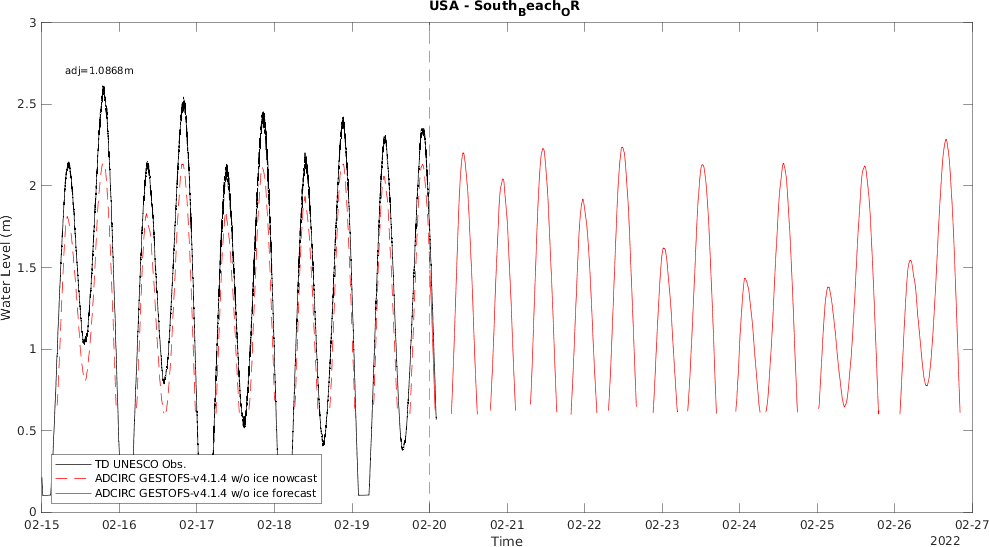 USA - SouthBeachOR
adj=1.0868m
Water Level (m)
3
2.5
2
1.5
1
0.5
0
TD UNESCO Obs.
ADCIRC GESTOFS-v4.1.4 w/o ice nowcast
ADCIRC GESTOFS-v4.1.4 w/o ice forecast
02-15 02-16 02-17 02-18 02-19 02-20 02-21 02-22 02-23 02-24 02-25 02-26 02-27
Time
2022